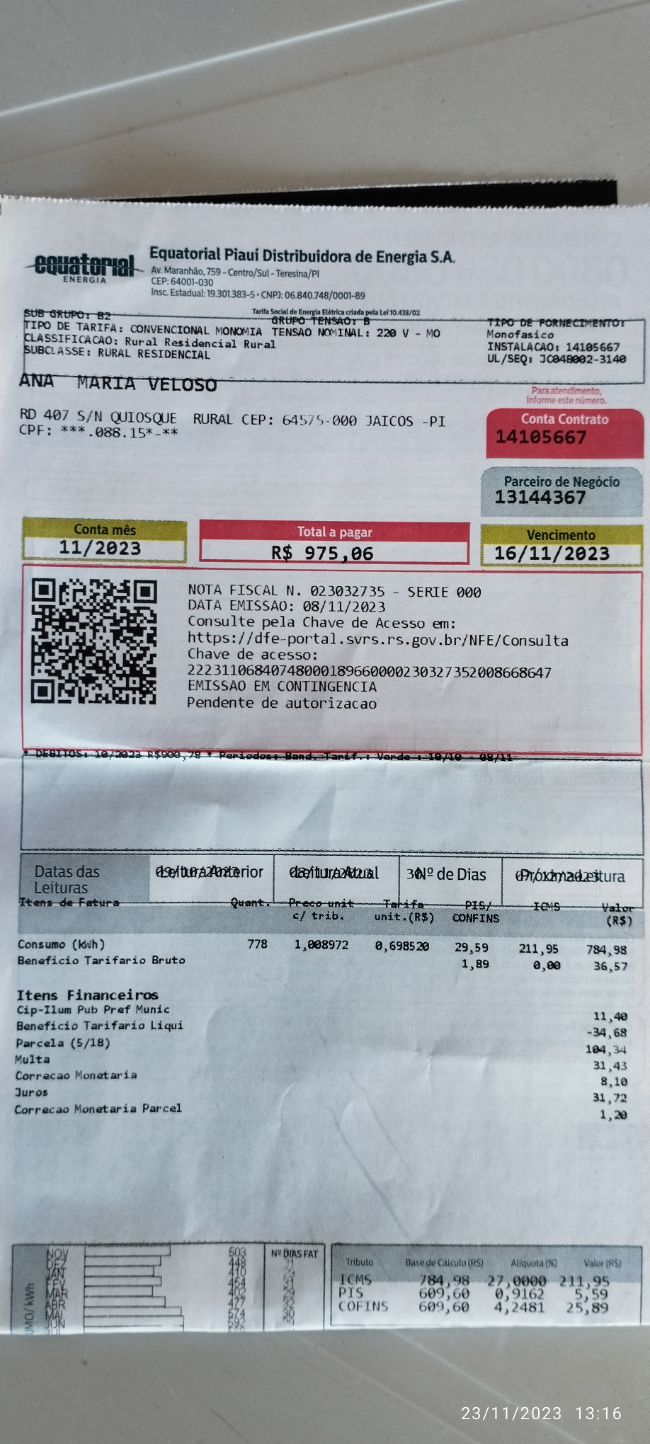 equatorial
ENERGIA
Equatorial Piauí Distribuidora de Energia S.A.
Av. Maranhão, 759 - Centro/Sul - Teresina/PI
CEP: 64001-030
Insc. Estadual: 19.301.383-5 - CNPJ: 06.840.748/0001-89
Tarifa Social de Energia Elétrica criada pela Lei 10.438/02
SUB GRUPO: B2 GRUPO TENSAO: B TIPO DE FORNECIMENTO:
TIPO DE TARIFA: CONVENCIONAL MONOMIA TENSAO NOMINAL: 220 V - MO Monofasico
CLASSIFICACAO: Rural Residencial Rural INSTALACAO: 14105667
SUBCLASSE: RURAL RESIDENCIAL UL/SEQ: JC04B002-3140
ANA MARIA VELOSO
Para atendimento,
Informe este número.
RD 407 S/N QUIOSQUE RURAL CEP: 64575-000 JAICOS -PI
CPF: ***.088.15*-**
Conta Contrato
14105667
Parceiro de Negócio
13144367
Conta mês Total a pagar Vencimento
11/2023 R$ 975,06 16/11/2023
NOTA FISCAL N. 023032735 - SERIE 000
DATA EMISSAO: 08/11/2023
Consulte pela Chave de Acesso em:
https://dfe-portal.svrs.rs.gov.br/NFE/Consulta
Chave de acesso:
22231106840748000189660000230327352008668647
EMISSAO EM CONTINGENCIA
Pendente de autorizacao
* DEBITOS: 10/2023 R$900,78 * Periodos: Band. Tarif.: Verde : 10/10 - 08/11
Datas das Leituras Leitura Anterior Leitura Atual Nº de Dias 30 Próxima Leitura
Itens de Fatura Quant. Preco unit c/ trib. Tarifa unit.(R$) PIS/ CONFINS ICMS Valor (R$)
Consumo (kWh) 778 1,008972 0,698520 29,59 211,95 784,98
Beneficio Tarifario Bruto 1,89 0,00 36,57
Itens Financeiros
Cip-Ilum Pub Pref Munic 11,40
Beneficio Tarifario Liqui -34,68
Parcela (5/18) 104,34
Multa 31,43
Correcao Monetaria 8,10
Juros 31,72
Correcao Monetaria Parcel 1,20
NOV 503 Nº DIAS FAT
DEZ 448
JAN 410
FEV 454
MAR 402
ABR 477
MAI
JUN
Tributo Base de Cálculo (R$) Alíquota (%) Valor (R$)
ICMS 784,98 27,0000 211,95
PIS 609,60 0,9162 5,59
COFINS 609,60 4,2481 25,89
23/11/2023 13:16